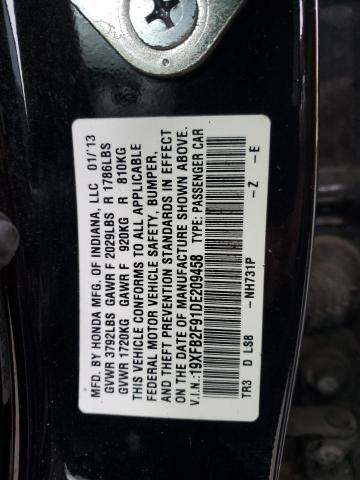 MFD. BY HONDA MFG. OF INDIANA, LLC 01/'13
GVWR 3792LBS GAWR F 2029LBS R 1786LBS
GVWR 1720KG GAWR F 920KG R 810KG
THIS VEHICLE CONFORMS TO ALL APPLICABLE
FEDERAL MOTOR VEHICLE SAFETY, BUMPER,
AND THEFT PREVENTION STANDARDS IN EFFECT
ON THE DATE OF MANUFACTURE SHOWN ABOVE.
V.I.N.:19XFB2F91DE209458 TYPE: PASSENGER CAR
-NH731P -Z -E
TR3 D LS8